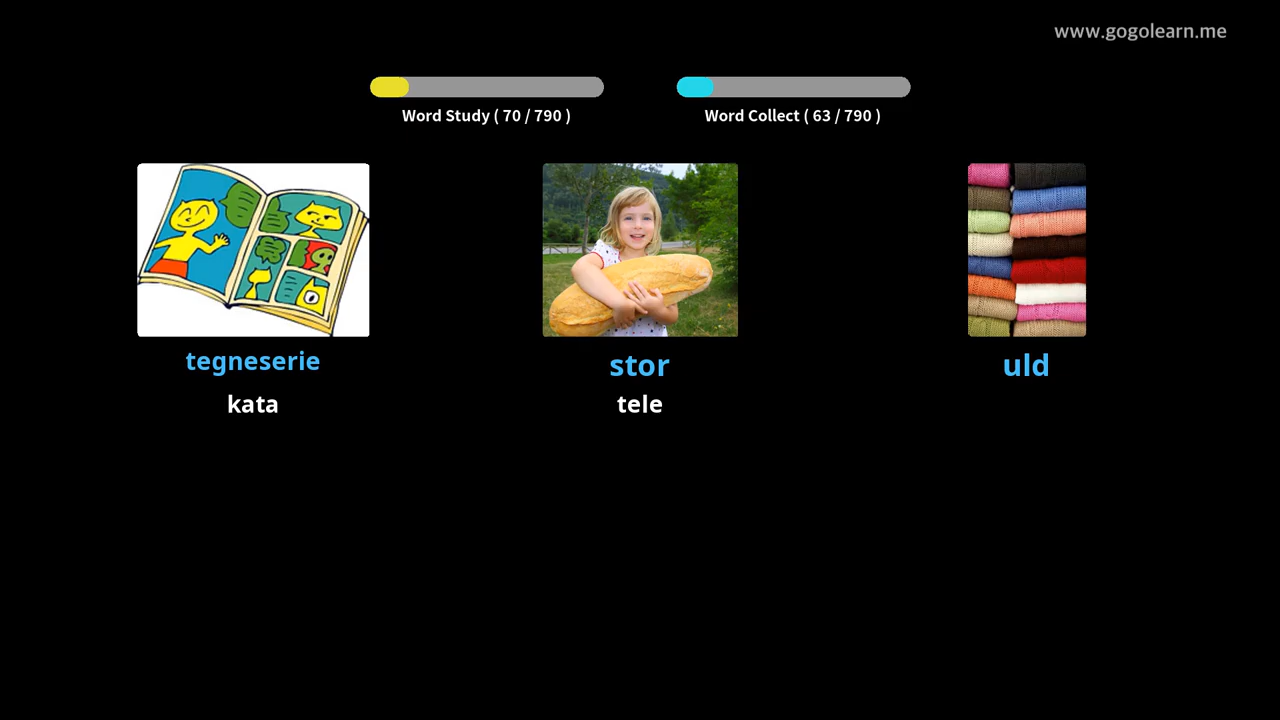 www.gogolearn.me
Word Study ( 70 / 790 )
Word Collect ( 63 / 790 )
tegneserie
stor
uld
kata
tele